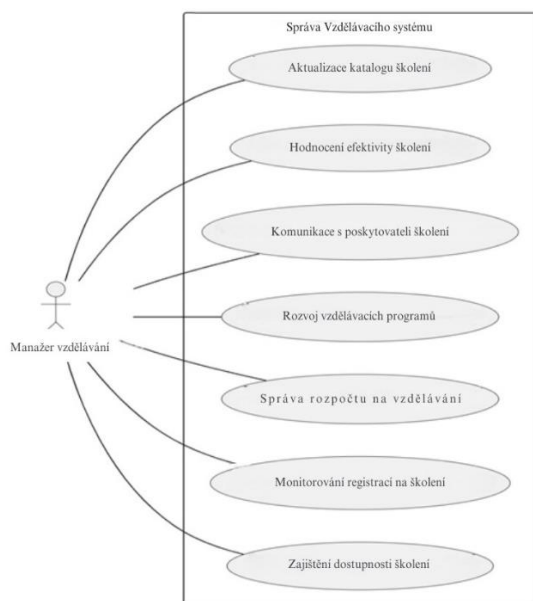 Správa Vzdělávacího systému
Aktualizace katalogu školení
Hodnocení efektivity školení
Komunikace s poskytovateli školení
Rozvoj vzdělávacích programů
Manažer vzdělávání
Správa rozpočtu na vzdělávání
Monitorování registrací na školení
Zajištění dostupnosti školení